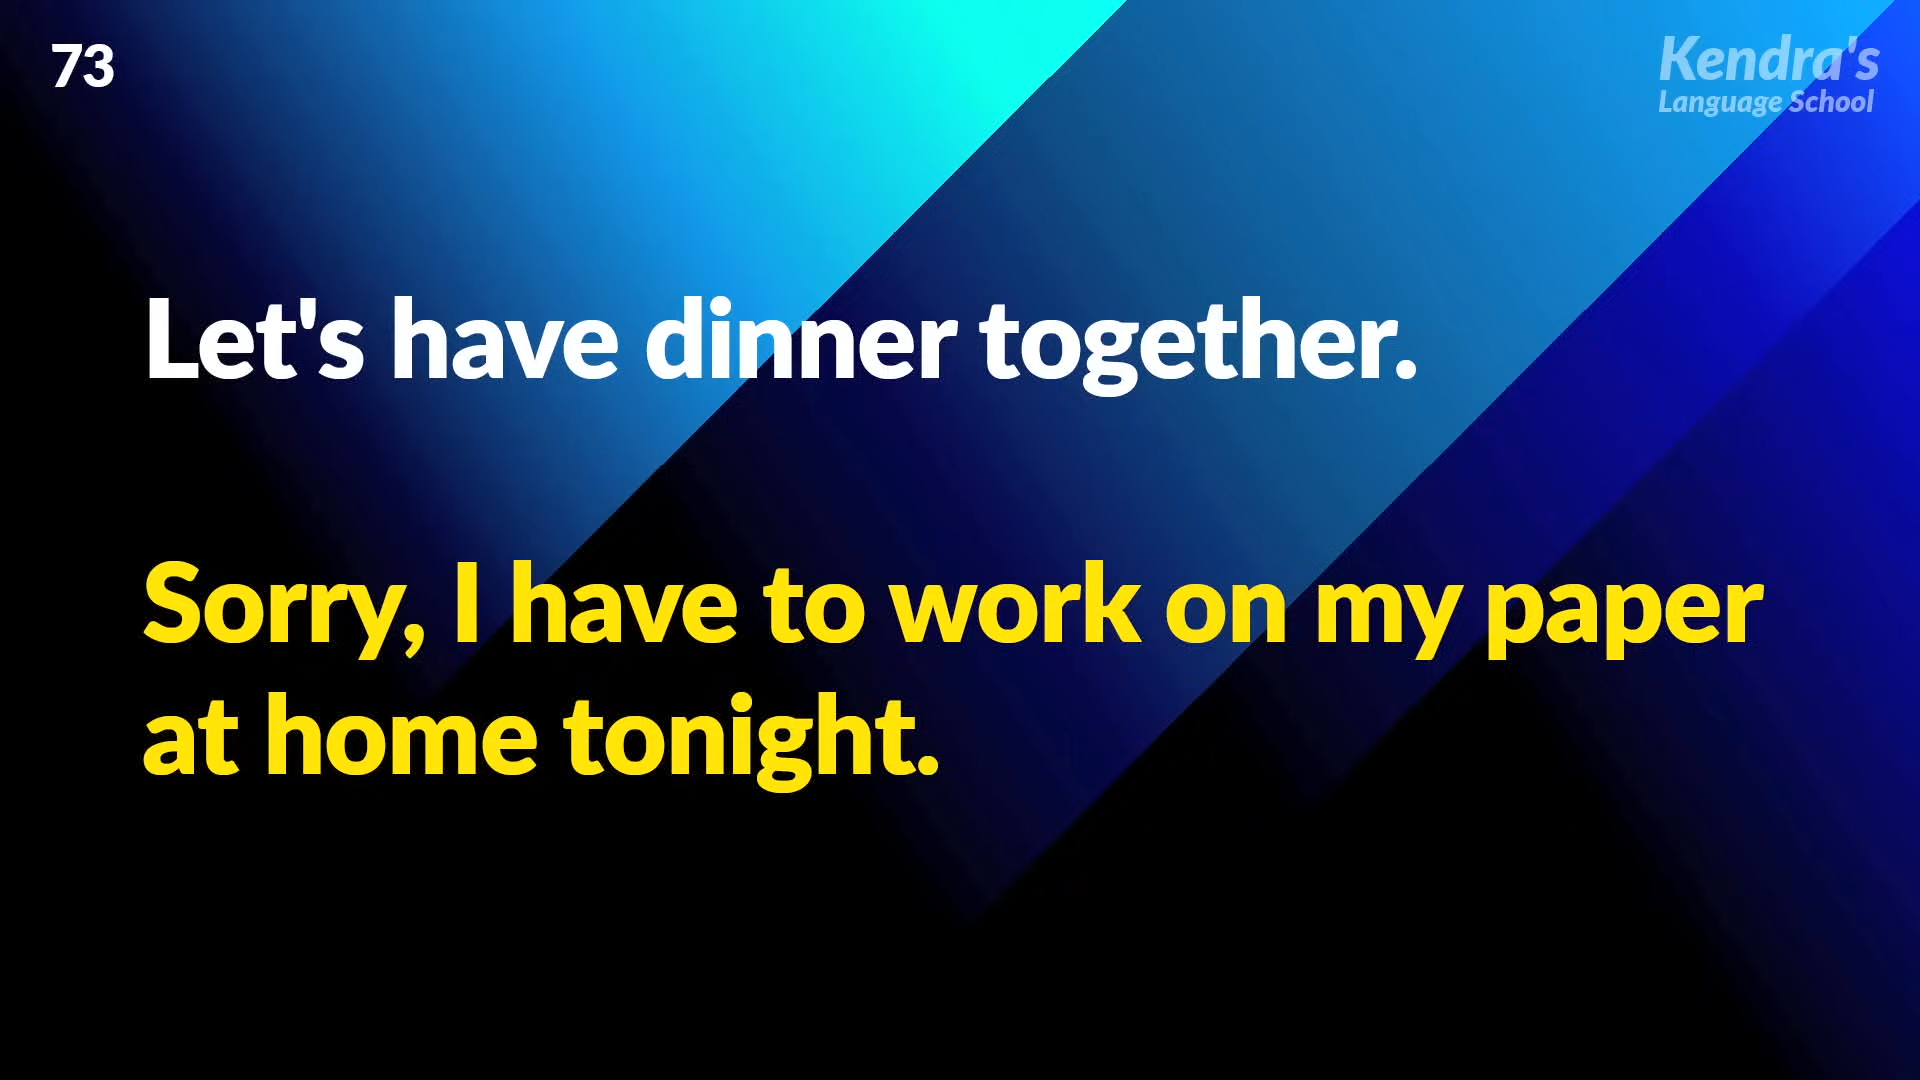 73
Kendra's
Language School
Let's have dinner together.
Sorry, I have to work on my paper
at home tonight.